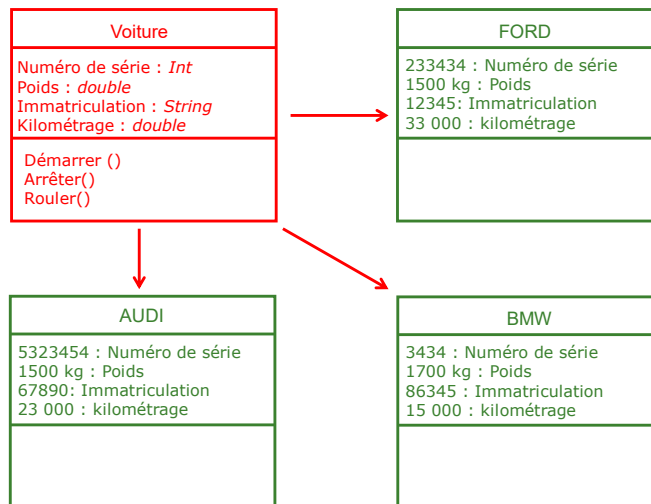 Voiture
Numéro de série : Int
Poids : double
Immatriculation : String
Kilométrage : double
Démarrer ()
Arrêter()
Rouler()
FORD
233434 : Numéro de série
1500 kg : Poids
12345: Immatriculation
33 000 : kilométrage
AUDI
5323454 : Numéro de série
1500 kg : Poids
67890: Immatriculation
23 000 : kilométrage
BMW
3434 : Numéro de série
1700 kg : Poids
86345 : Immatriculation
15 000 : kilométrage